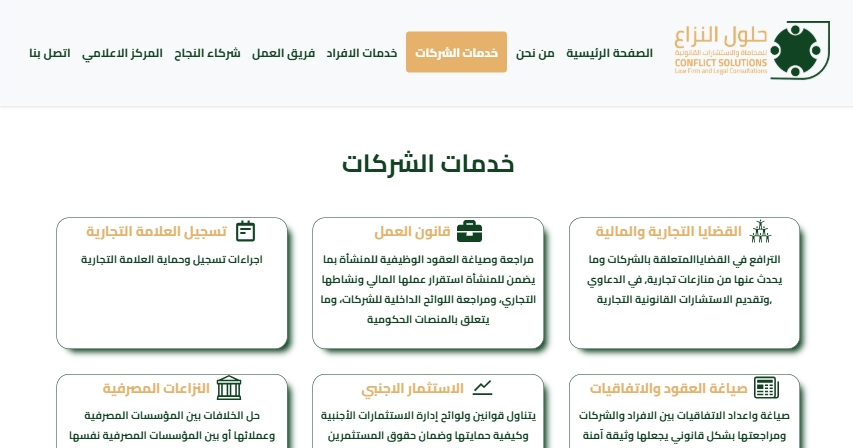 حلول النزاع
للمحاماة والاستشارات القانونية
CONFLICT SOLUTIONS
Law Firm and Legal Consultations
الصفحة الرئيسية
من نحن
خدمات الشركات
خدمات الافراد
فريق العمل
شركاء النجاح
المركز الاعلامي
اتصل بنا
خدمات الشركات
القضايا التجارية والمالية
الترافع في القضاياالمتعلقة بالشركات وما
يحدث عنها من منازعات تجارية, في الدعاوي
,وتقديم الاستشارات القانونية التجارية
قانون العمل
مراجعة وصياغة العقود الوظيفية للمنشأة بما
يضمن للمنشأة استقرار عملها المالي ونشاطها
التجاري، ومراجعة اللوائح الداخلية للشركات، وما
يتعلق بالمنصات الحكومية
تسجيل العلامة التجارية
اجراءات تسجيل وحماية العلامة التجارية
صياغة العقود والاتفاقيات
صياغة واعداد الاتفاقيات بين الافراد والشركات
ومراجعتها بشكل قانوني يجعلها وثيقة آمنة
الاستثمار الاجنبي
يتناول قوانين ولوائح إدارة الاستثمارات الأجنبية
وكيفية حمايتها وضمان حقوق المستثمرين
النزاعات المصرفية
حل الخلافات بين المؤسسات المصرفية
وعملائها أو بين المؤسسات المصرفية نفسها